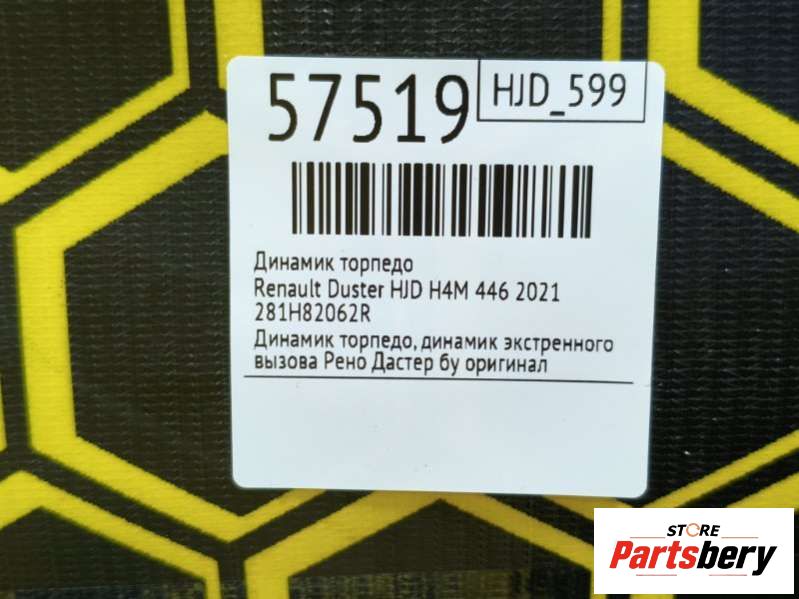 57519
HJD_599
Динамик торпедо
Renault Duster HJD H4M 446 2021
281H82062R
Динамик торпедо, динамик экстренного
вызова Рено Дастер бу оригинал
STORE
Partsbery